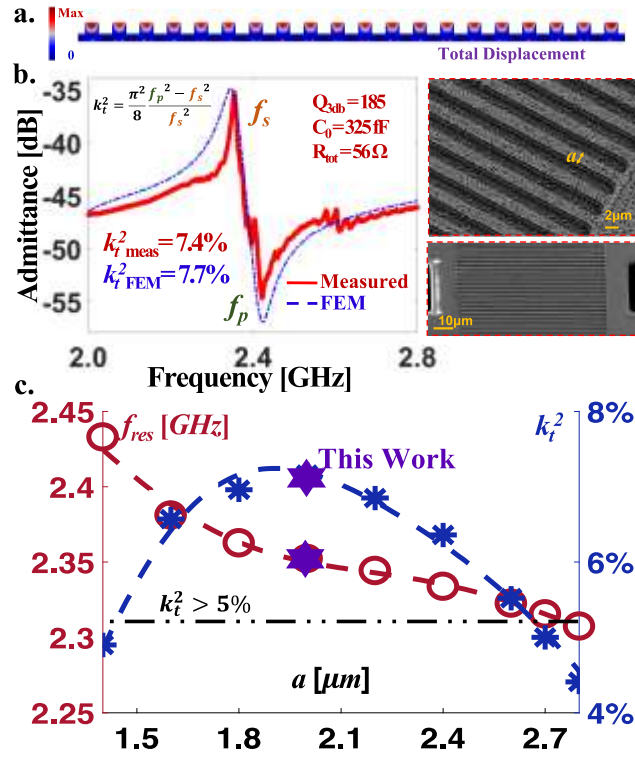 a.
Max
0
Total Displacement
b.
Admittance [dB]
-35
-45
-50
-55
k_t^2 = π^2/8 (f_p^2 − f_s^2)/f_s^2
f_s
Q_3db=185
C_0=325fF
R_tot=56Ω
k_t^2 meas=7.4%
k_t^2 FEM=7.7%
f_p
Measured
FEM
2.0
2.4
2.8
Frequency [GHz]
a
2μm
10μm
c.
2.45
2.4
2.35
2.3
2.25
f_res [GHz]
k_t^2
This Work
k_t^2 > 5%
8%
6%
4%
a [μm]
1.5
1.8
2.1
2.4
2.7